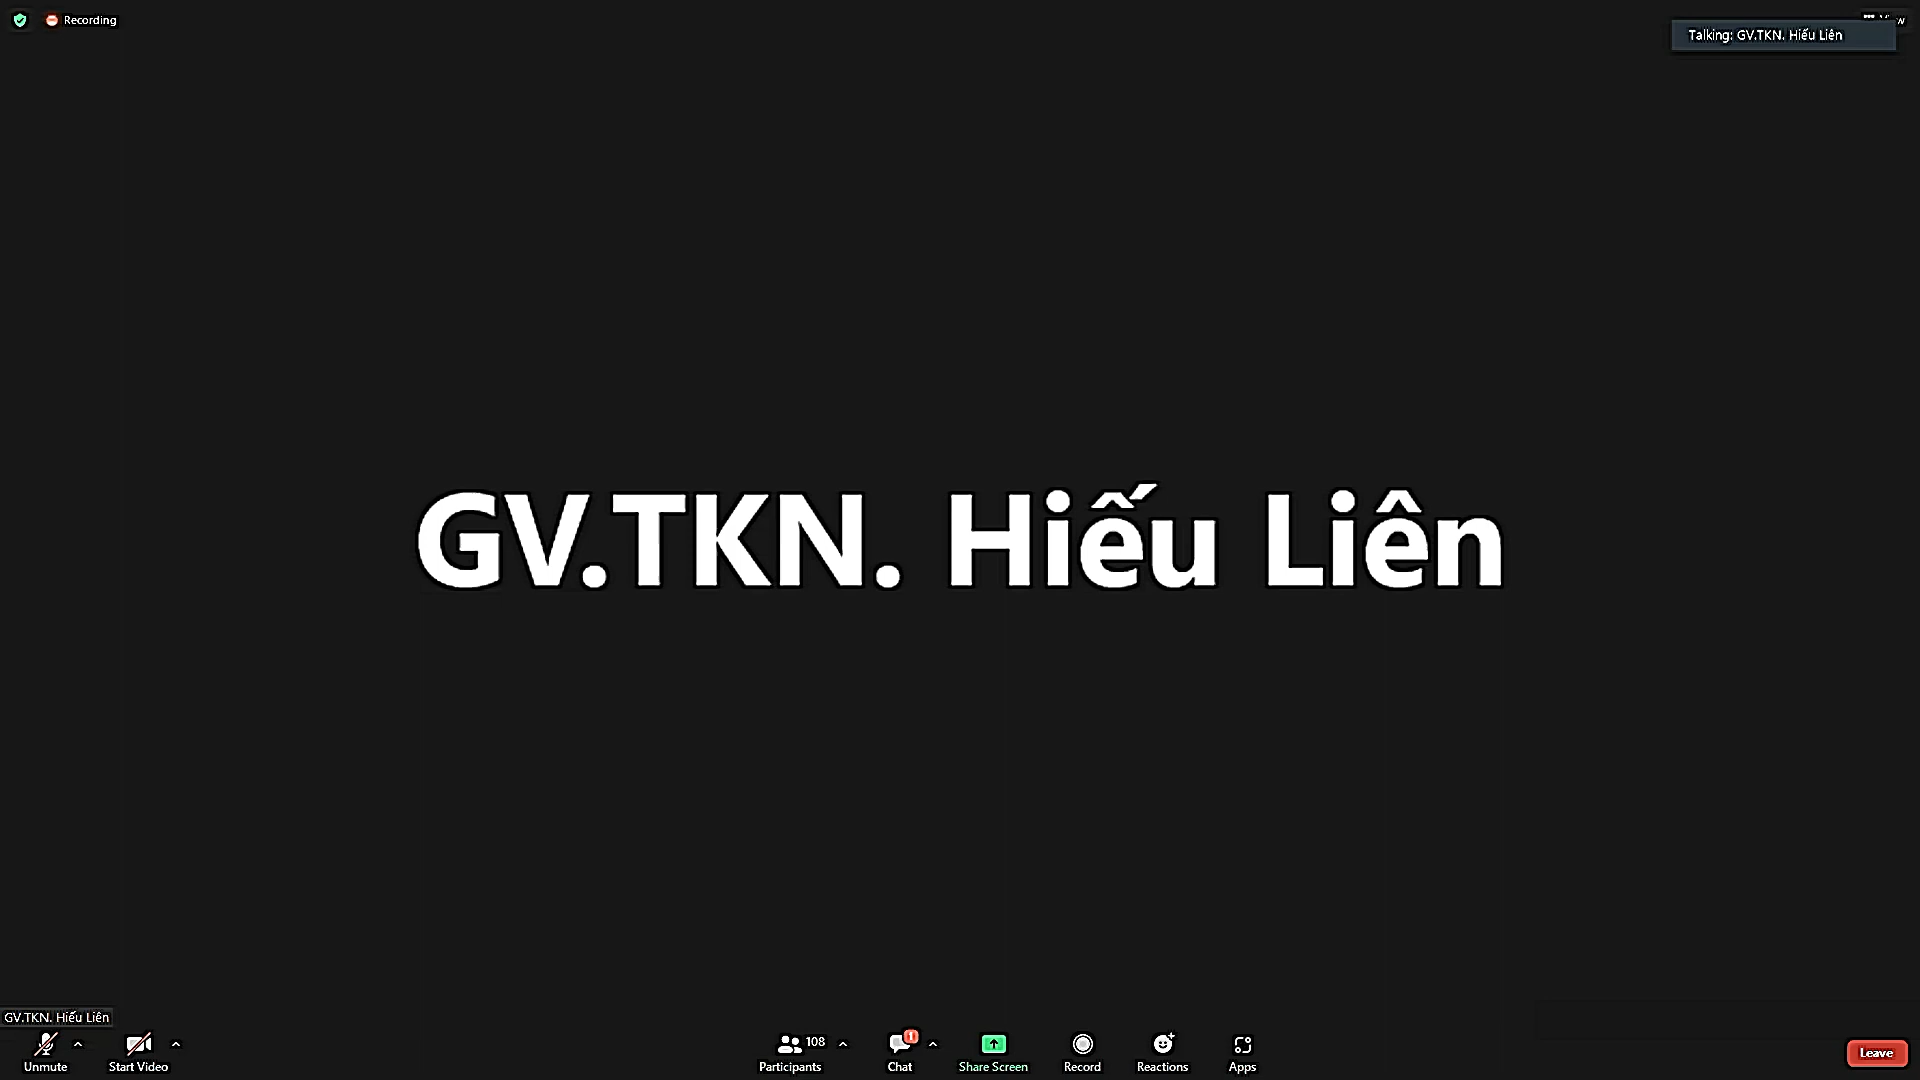 Recording
Talking: GV.TKN. Hiếu Liên
GV.TKN. Hiếu Liên
GV.TKN. Hiếu Liên
Unmute
Start Video
108
Participants
1
Chat
Share Screen
Record
Reactions
Apps
Leave